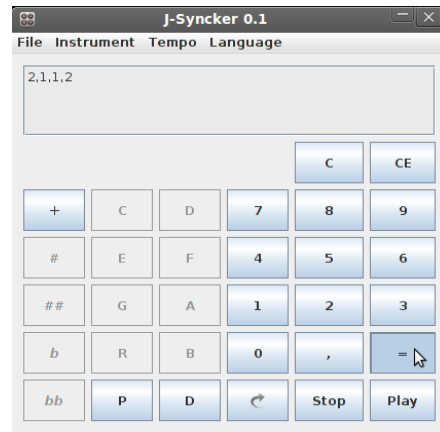 J-Syncker 0.1
File Instrument Tempo Language
2,1,1,2
C CE
+ C D 7 8 9
# E F 4 5 6
## G A 1 2 3
b R B 0 , =
bb P D Stop Play